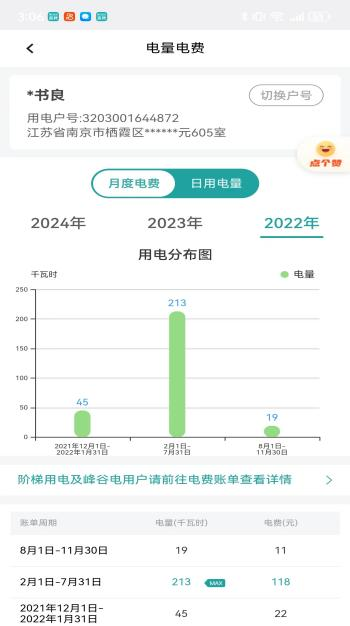 3:06
电量电费
*书良
切换户号
用电户号:3203001644872
江苏省南京市栖霞区******元605室
点个赞
月度电费 日用电量
2024年 2023年 2022年
用电分布图
千瓦时 电量
250
200
150
100
50
0
213
45
19
2021年12月1日-
2022年1月31日
2月1日-
7月31日
8月1日-
11月30日
阶梯用电及峰谷电用户请前往电费账单查看详情
账单周期 电量(千瓦时) 电费(元)
8月1日-11月30日 19 11
2月1日-7月31日 213 MAX 118
2021年12月1日-
2022年1月31日 45 22